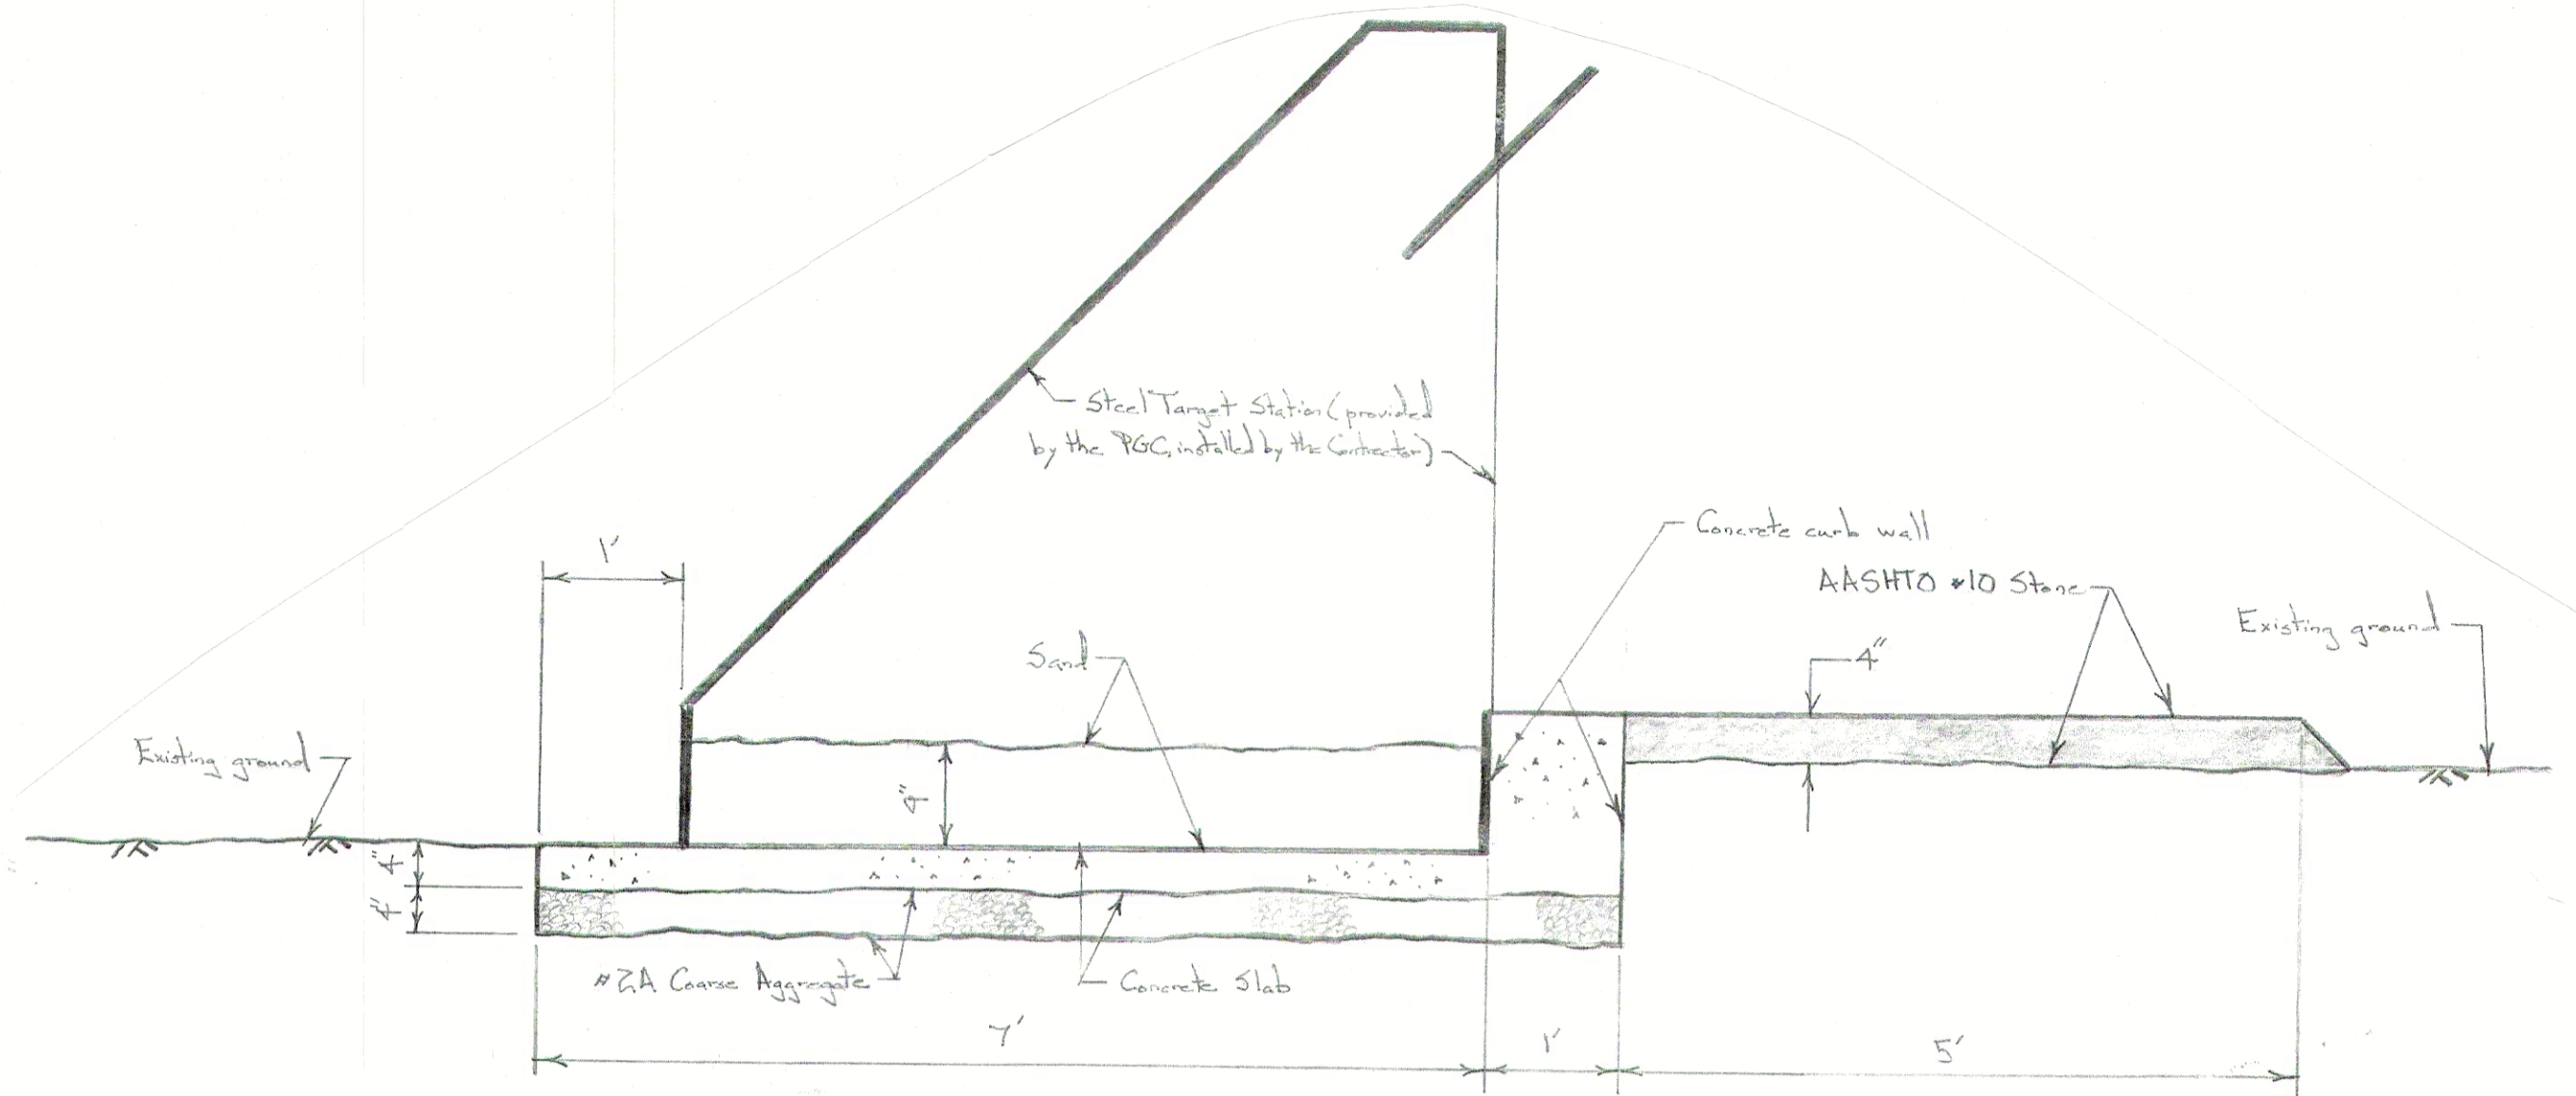 Steel Target Station (provided
by the PGC, installed by the Contractor)
1'
Concrete curb wall
AASHTO #10 Stone
Existing ground
Sand
4"
Existing ground
9"
4"
4"
#2A Coarse Aggregate
Concrete Slab
7'
1'
5'